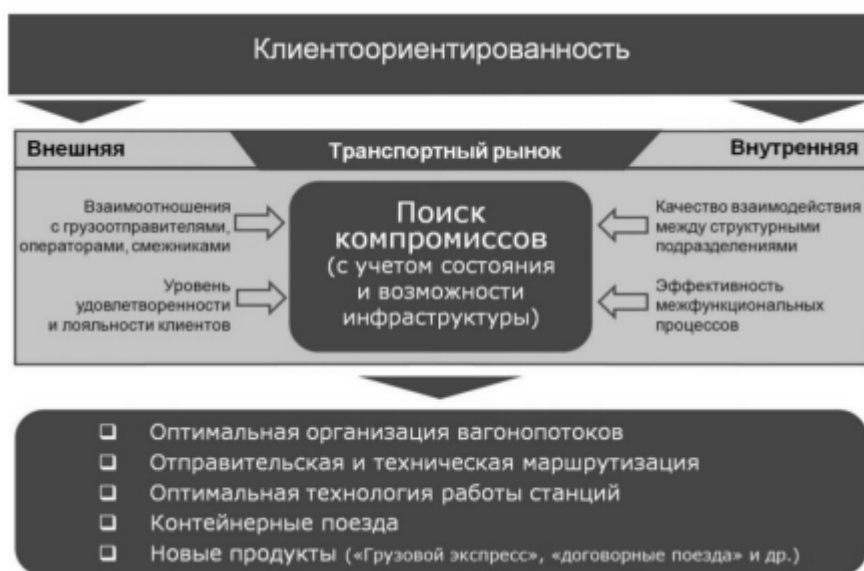 Клиентоориентированность
Внешняя
Транспортный рынок
Внутренняя
Взаимоотношения
с грузоотправителями,
операторами, смежниками
Уровень
удовлетворенности
и лояльности клиентов
Поиск
компромиссов
(с учетом состояния
и возможности
инфраструктуры)
Качество взаимодействия
между структурными
подразделениями
Эффективность
межфункциональных
процессов
Оптимальная организация вагонопотоков
Отправительская и техническая маршрутизация
Оптимальная технология работы станций
Контейнерные поезда
Новые продукты («Грузовой экспресс», «договорные поезда» и др.)